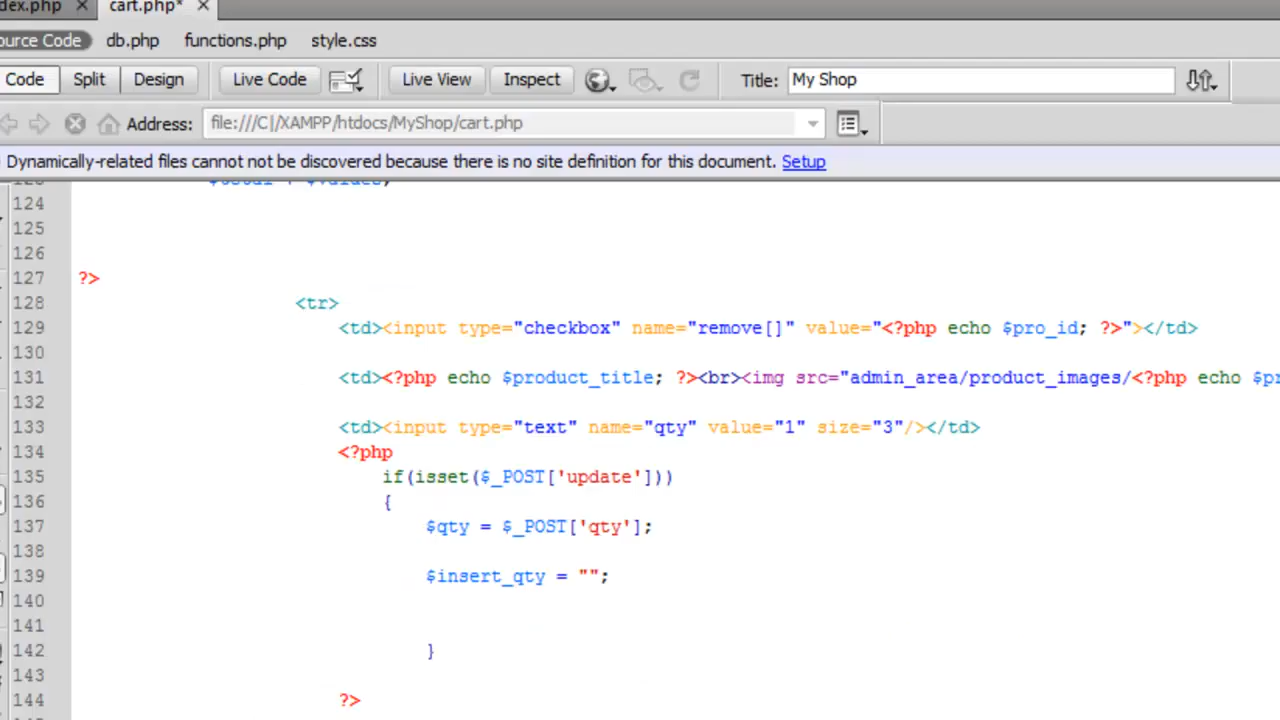 dex.php × cart.php* ×
ource Code db.php functions.php style.css
Code Split Design Live Code Live View Inspect Title: My Shop
Address: file:///C|/XAMPP/htdocs/MyShop/cart.php
Dynamically-related files cannot not be discovered because there is no site definition for this document. Setup
124
125
126
127 ?>
128 <tr>
129 <td><input type="checkbox" name="remove[]" value="<?php echo $pro_id; ?>"></td>
130
131 <td><?php echo $product_title; ?><br><img src="admin_area/product_images/<?php echo $pr
132
133 <td><input type="text" name="qty" value="1" size="3"/></td>
134 <?php
135 if(isset($_POST['update']))
136 {
137 $qty = $_POST['qty'];
138
139 $insert_qty = "";
140
141
142 }
143
144 ?>